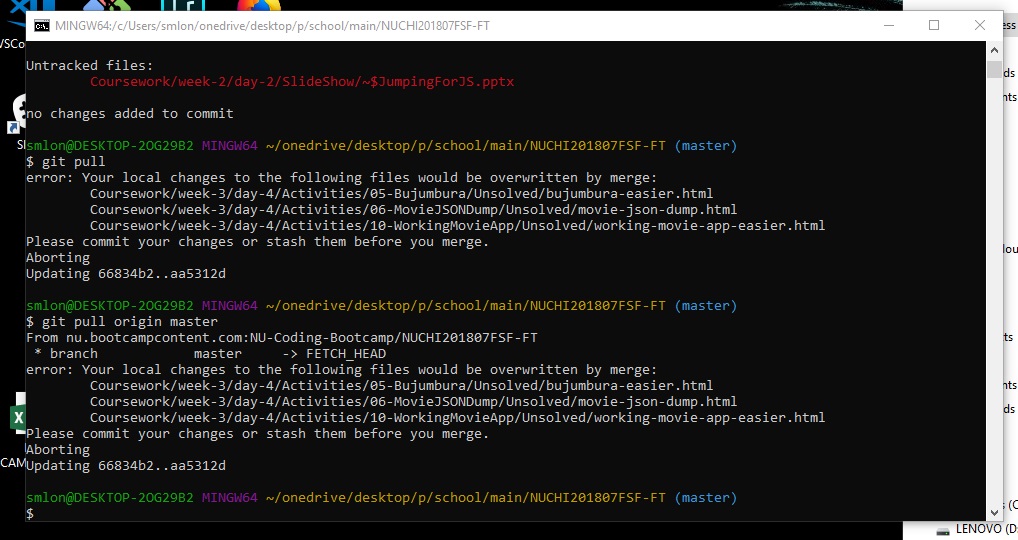 MINGW64:/c/Users/smlon/onedrive/desktop/p/school/main/NUCHI201807FSF-FT
Untracked files:
Coursework/week-2/day-2/SlideShow/~$JumpingForJS.pptx
no changes added to commit
smlon@DESKTOP-2OG29B2 MINGW64 ~/onedrive/desktop/p/school/main/NUCHI201807FSF-FT (master)
$ git pull
error: Your local changes to the following files would be overwritten by merge:
Coursework/week-3/day-4/Activities/05-Bujumbura/Unsolved/bujumbura-easier.html
Coursework/week-3/day-4/Activities/06-MovieJSONDump/Unsolved/movie-json-dump.html
Coursework/week-3/day-4/Activities/10-WorkingMovieApp/Unsolved/working-movie-app-easier.html
Please commit your changes or stash them before you merge.
Aborting
Updating 66834b2..aa5312d
smlon@DESKTOP-2OG29B2 MINGW64 ~/onedrive/desktop/p/school/main/NUCHI201807FSF-FT (master)
$ git pull origin master
From nu.bootcampcontent.com:NU-Coding-Bootcamp/NUCHI201807FSF-FT
* branch master -> FETCH_HEAD
error: Your local changes to the following files would be overwritten by merge:
Coursework/week-3/day-4/Activities/05-Bujumbura/Unsolved/bujumbura-easier.html
Coursework/week-3/day-4/Activities/06-MovieJSONDump/Unsolved/movie-json-dump.html
Coursework/week-3/day-4/Activities/10-WorkingMovieApp/Unsolved/working-movie-app-easier.html
Please commit your changes or stash them before you merge.
Aborting
Updating 66834b2..aa5312d
smlon@DESKTOP-2OG29B2 MINGW64 ~/onedrive/desktop/p/school/main/NUCHI201807FSF-FT (master)
$
LENOVO (D: